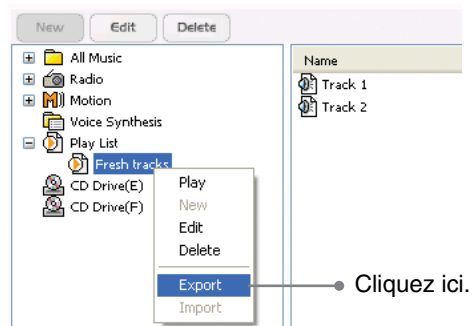 New Edit Delete
All Music
Radio
Motion
Voice Synthesis
Play List
Fresh tracks
CD Drive(E)
CD Drive(F)
Play
New
Edit
Delete
Export
Import
Name
Track 1
Track 2
Cliquez ici.